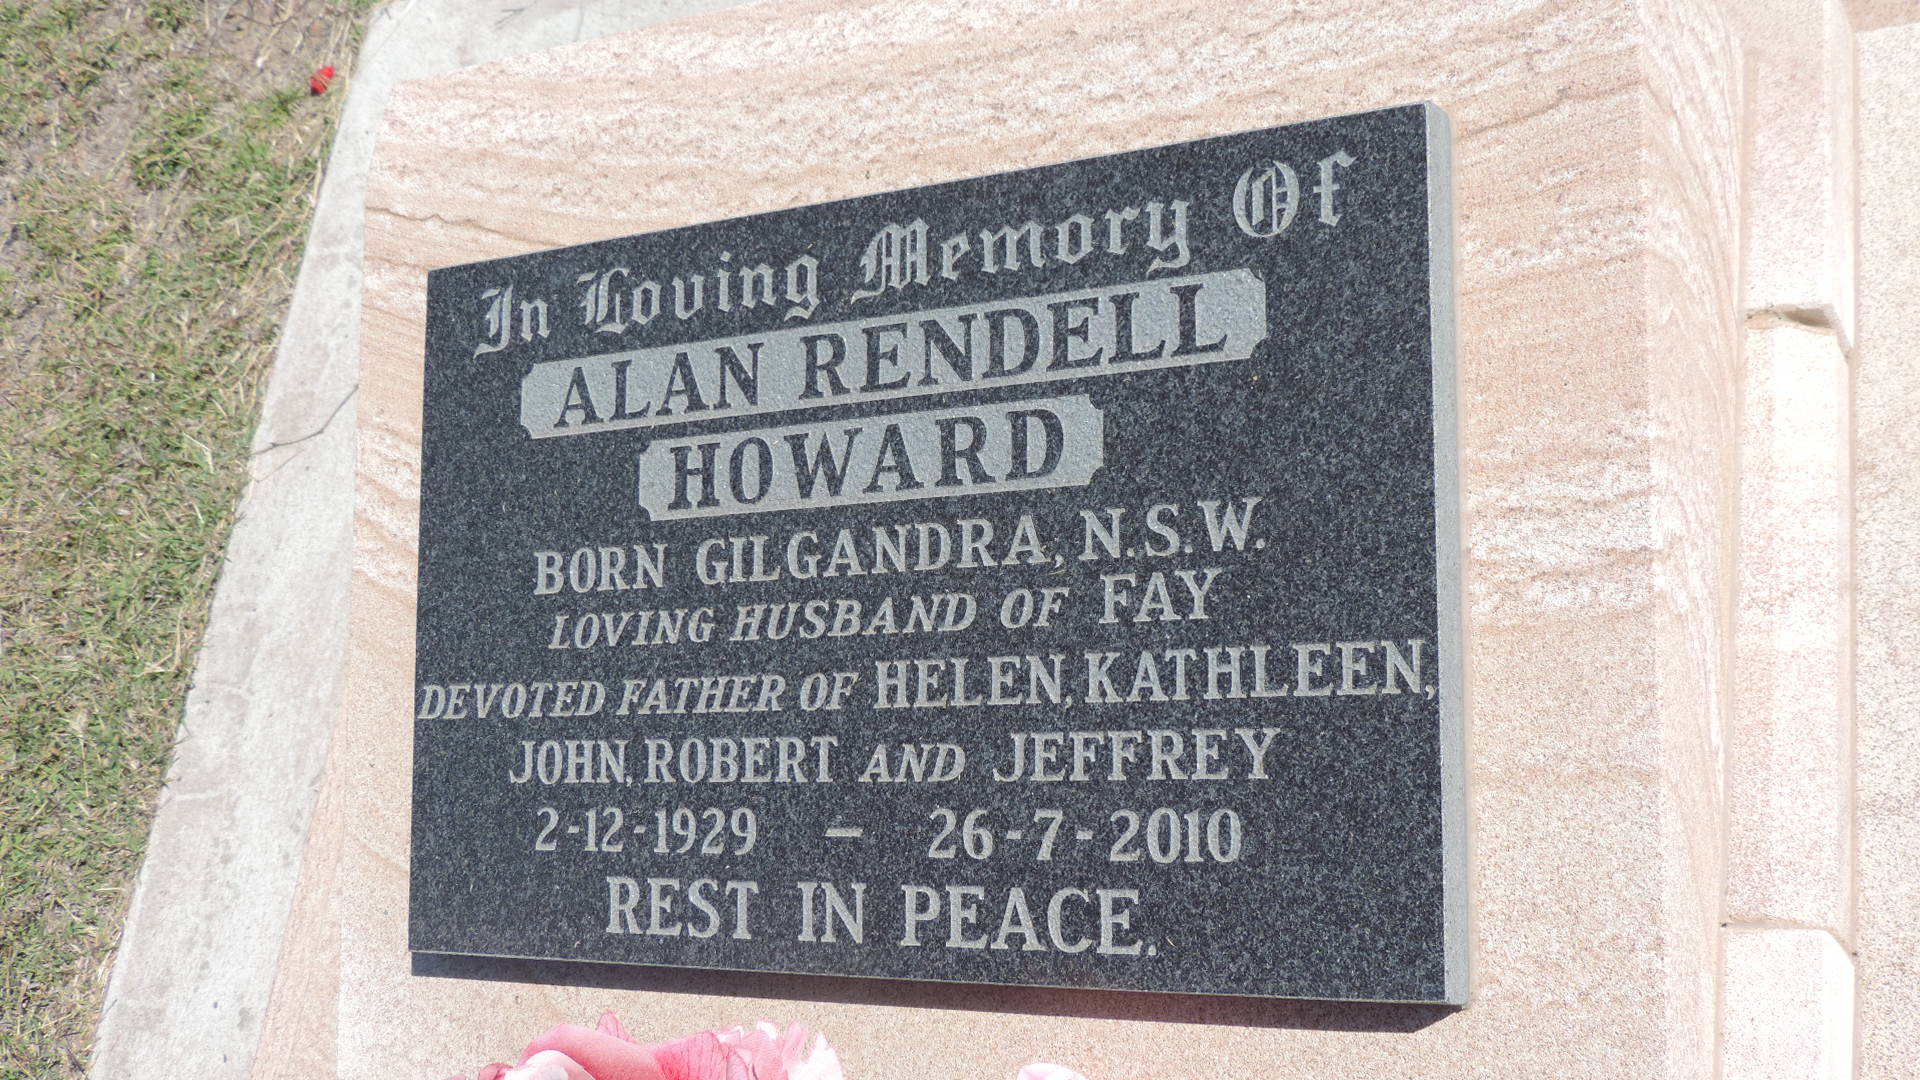 In Loving Memory Of
ALAN RENDELL
HOWARD
BORN GILGANDRA, N.S.W.
LOVING HUSBAND OF FAY
DEVOTED FATHER OF HELEN, KATHLEEN,
JOHN, ROBERT AND JEFFREY
2-12-1929 — 26-7-2010
REST IN PEACE.